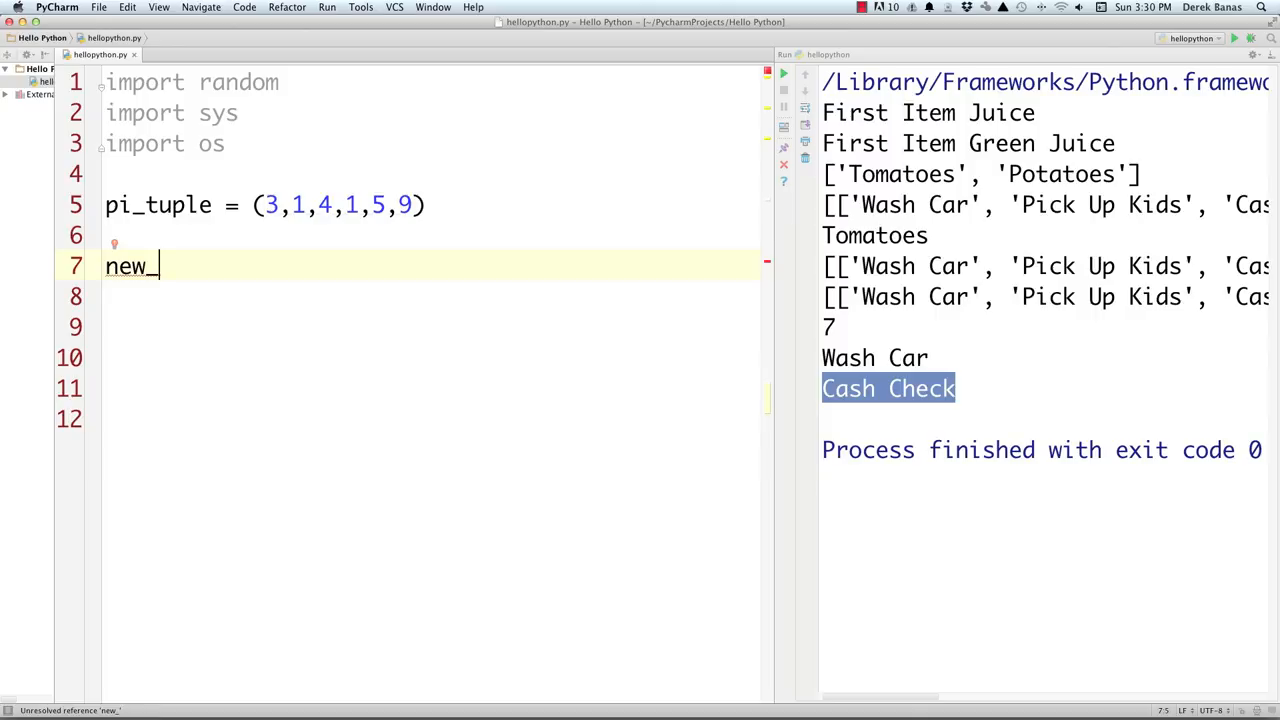 PyCharm File Edit View Navigate Code Refactor Run Tools VCS Window Help 10 Sun 3:30 PM Derek Banas
hellopython.py – Hello Python – [~/PycharmProjects/Hello Python]
Hello Python hellopython.py hellopython
hellopython.py Run hellopython
Hello P
hell
Externa
1 import random
2 import sys
3 import os
4
5 pi_tuple = (3,1,4,1,5,9)
6
7 new_
8
9
10
11
12
/Library/Frameworks/Python.framewo
First Item Juice
First Item Green Juice
['Tomatoes', 'Potatoes']
[['Wash Car', 'Pick Up Kids', 'Cas
Tomatoes
[['Wash Car', 'Pick Up Kids', 'Cas
[['Wash Car', 'Pick Up Kids', 'Cas
7
Wash Car
Cash Check
Process finished with exit code 0
Unresolved reference 'new_' 7:5 LF UTF-8